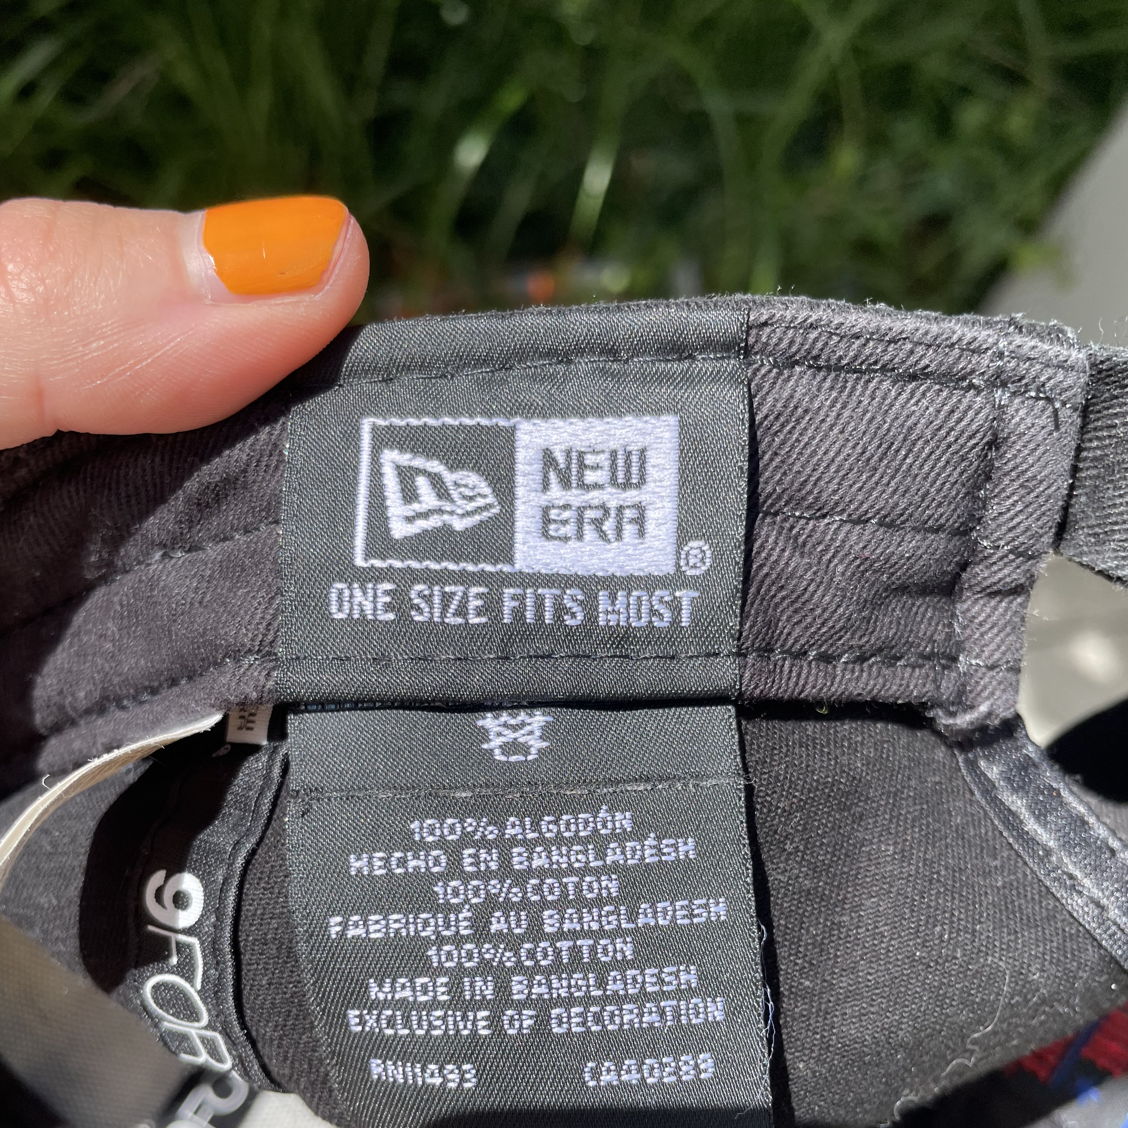 NEW
ERA
®
ONE SIZE FITS MOST
100% ALGODÓN
HECHO EN BANGLADÉSH
100% COTON
FABRIQUÉ AU BANGLADESH
100% COTTON
MADE IN BANGLADESH
EXCLUSIVE OF DECORATION
RN11493
9FOR